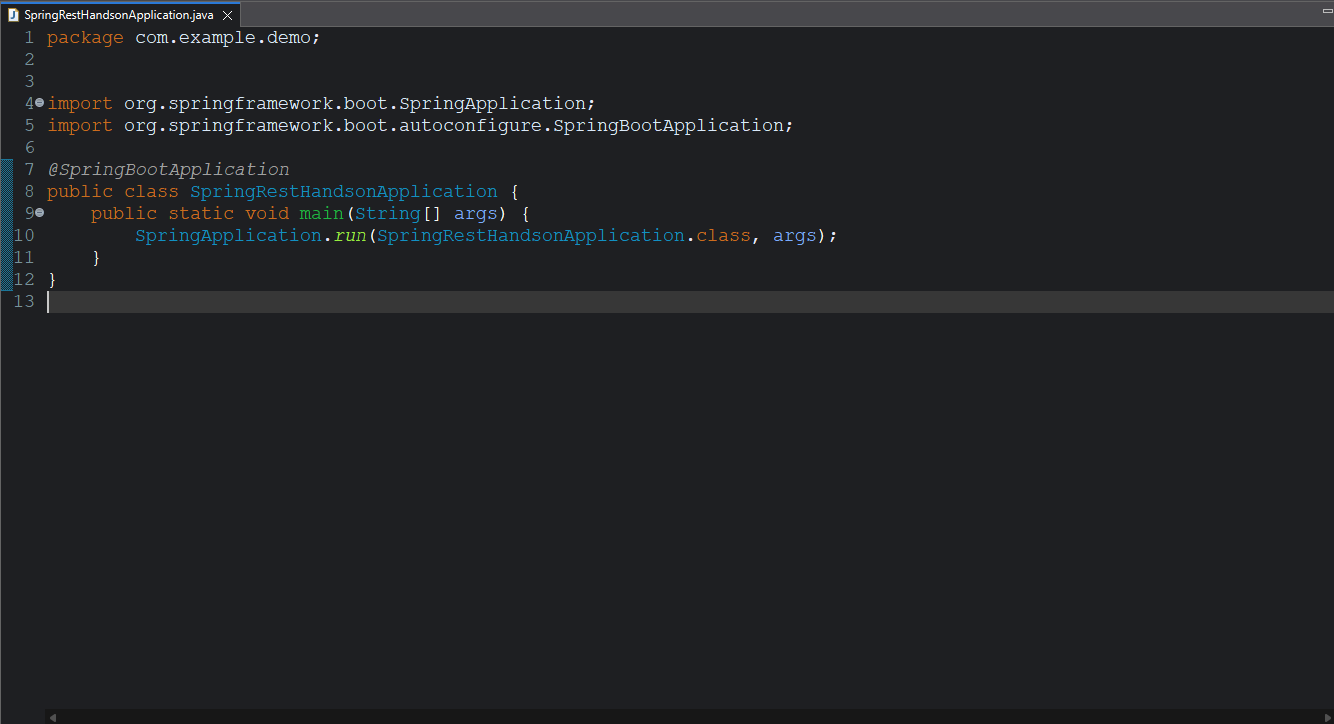 SpringRestHandsonApplication.java
1 package com.example.demo;
2
3
4 import org.springframework.boot.SpringApplication;
5 import org.springframework.boot.autoconfigure.SpringBootApplication;
6
7 @SpringBootApplication
8 public class SpringRestHandsonApplication {
9     public static void main(String[] args) {
10         SpringApplication.run(SpringRestHandsonApplication.class, args);
11     }
12 }
13